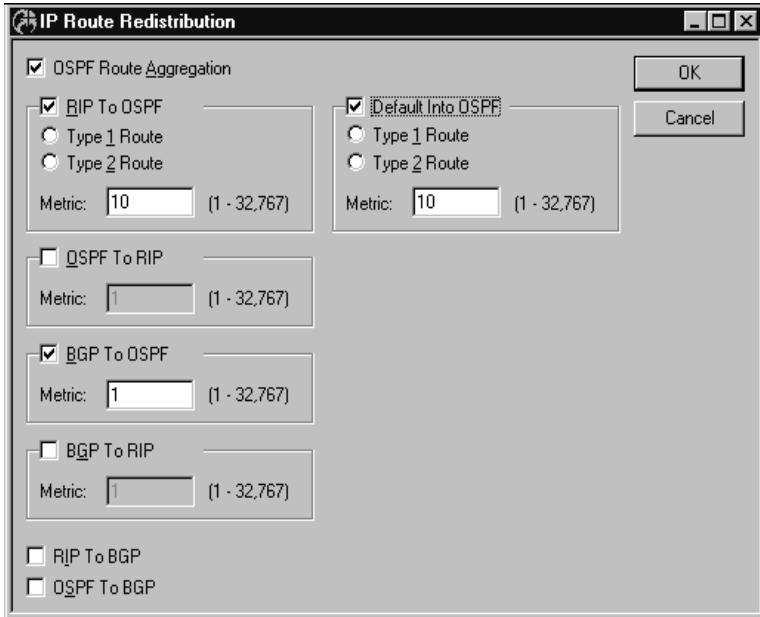 IP Route Redistribution
OSPF Route Aggregation
OK
Cancel
RIP To OSPF
Type 1 Route
Type 2 Route
Metric: 10 (1 - 32,767)
Default Into OSPF
Type 1 Route
Type 2 Route
Metric: 10 (1 - 32,767)
OSPF To RIP
Metric: 1 (1 - 32,767)
BGP To OSPF
Metric: 1 (1 - 32,767)
BGP To RIP
Metric: 1 (1 - 32,767)
RIP To BGP
OSPF To BGP